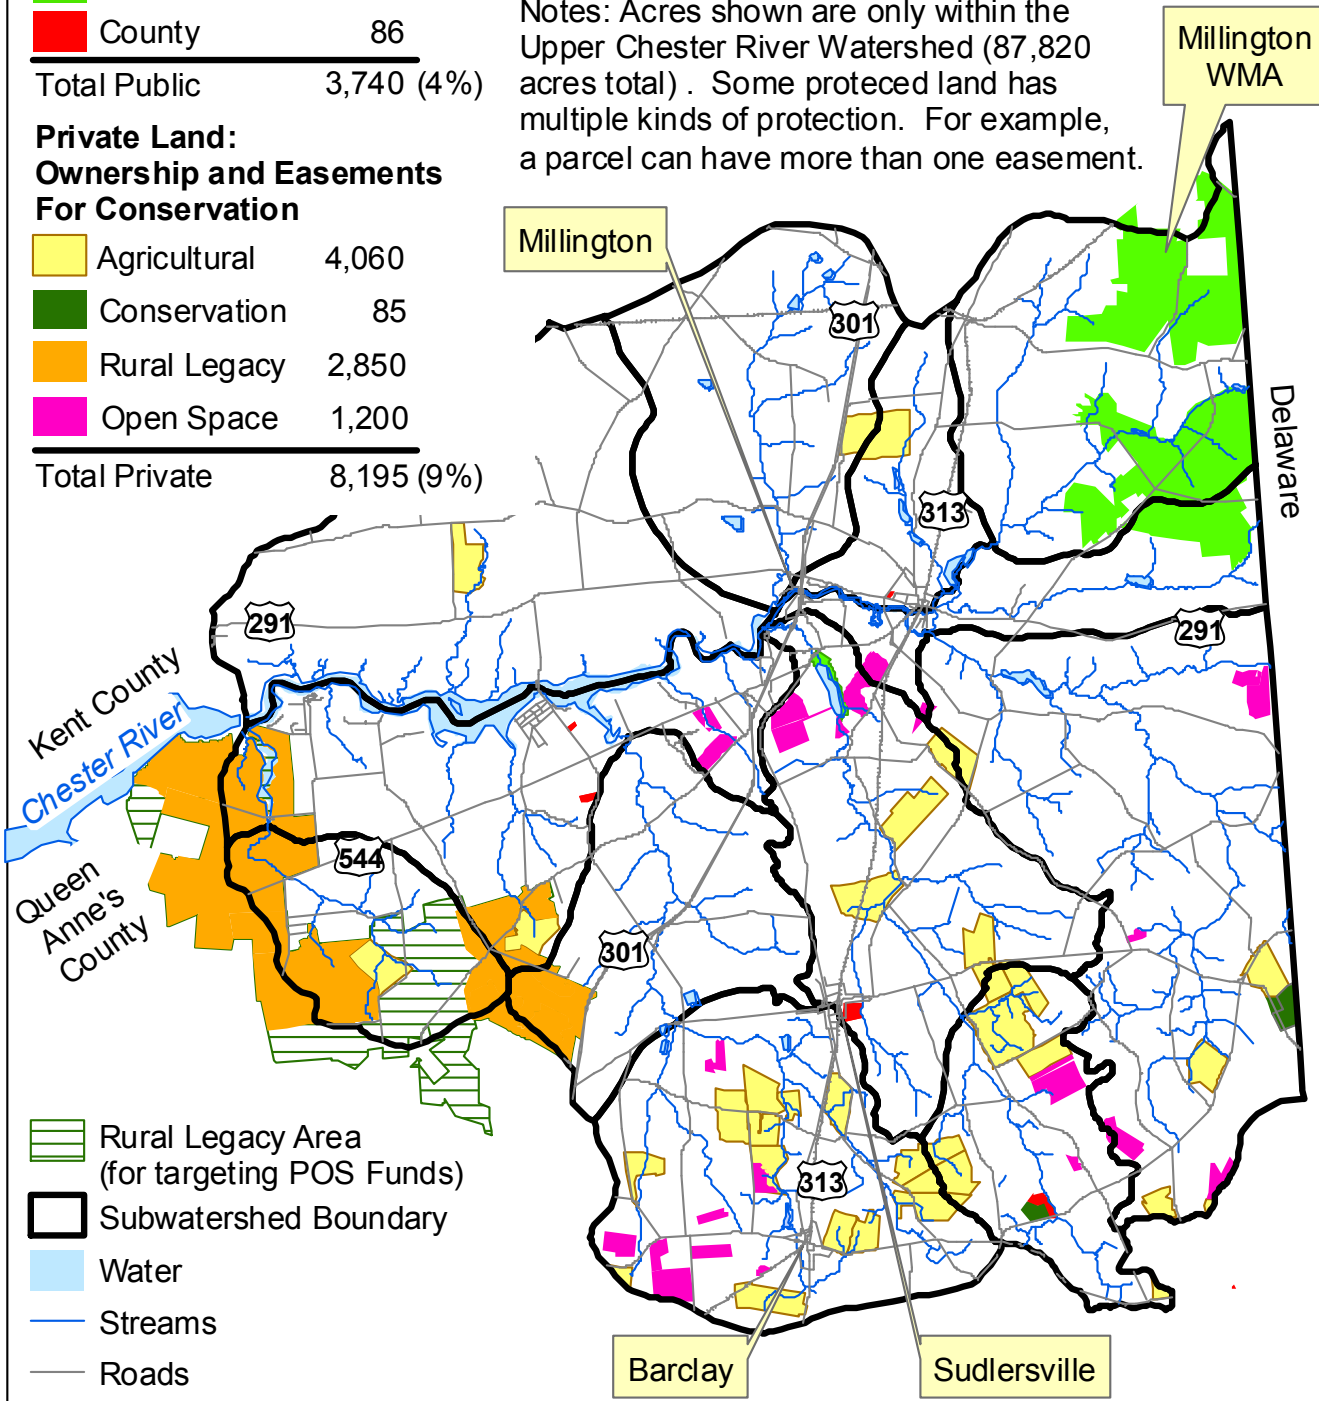 County 86
Total Public 3,740 (4%)
Private Land:
Ownership and Easements
For Conservation
Agricultural 4,060
Conservation 85
Rural Legacy 2,850
Open Space 1,200
Total Private 8,195 (9%)
Notes: Acres shown are only within the
Upper Chester River Watershed (87,820
acres total) . Some proteced land has
multiple kinds of protection. For example,
a parcel can have more than one easement.
Millington
WMA
Millington
301
313
Delaware
291
291
Kent County
Chester River
Queen
Anne's
County
544
301
313
Rural Legacy Area
(for targeting POS Funds)
Subwatershed Boundary
Water
Streams
Roads
Barclay
Sudlersville